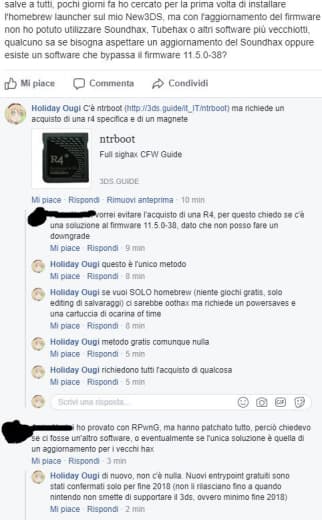 salve a tutti, pochi giorni fa ho cercato per la prima volta di installare
l'homebrew launcher sul mio New3DS, ma con l'aggiornamento del firmware
non ho potuto utilizzare Soundhax, Tubehax o altri software più vecchiotti,
qualcuno sa se bisogna aspettare un aggiornamento del Soundhax oppure
esiste un software che bypassa il firmware 11.5.0-38?
Mi piace Commenta Condividi
Holiday Ougi C'è ntrboot (http://3ds.guide/it_IT/ntrboot) ma richiede un
acquisto di una r4 specifica e di un magnete
R4
ntrboot
Full sighax CFW Guide
3DS.GUIDE
Mi piace · Rispondi · Rimuovi anteprima · 10 min
vorrei evitare l'acquisto di una R4, per questo chiedo se c'è
una soluzione al firmware 11.5.0-38, dato che non posso fare un
downgrade
Mi piace · Rispondi · 9 min
Holiday Ougi questo è l'unico metodo
Mi piace · Rispondi · 8 min
Holiday Ougi se vuoi SOLO homebrew (niente giochi gratis, solo
editing di salvaraggi) ci sarebbe oothax ma richiede un powersaves e
una cartuccia di ocarina of time
Mi piace · Rispondi · 8 min
Holiday Ougi metodo gratis comunque nulla
Mi piace · Rispondi · 5 min
Holiday Ougi richiedono tutti l'acquisto di qualcosa
Mi piace · Rispondi · 5 min
Scrivi una risposta...
GIF
ho provato con RPwnG, ma hanno patchato tutto, perciò chiedevo
se ci fosse un'altro software, o eventualmente se l'unica soluzione è quella di
un aggiornamento per i vecchi hax
Mi piace · Rispondi · 3 min
Holiday Ougi di nuovo, non c'è nulla. Nuovi entrypoint gratuiti sono
stati confermati solo per fine 2018 (non li rilasciano fino a quando
nintendo non smette di supportare il 3ds, ovvero minimo fine 2018)
Mi piace · Rispondi · 2 min